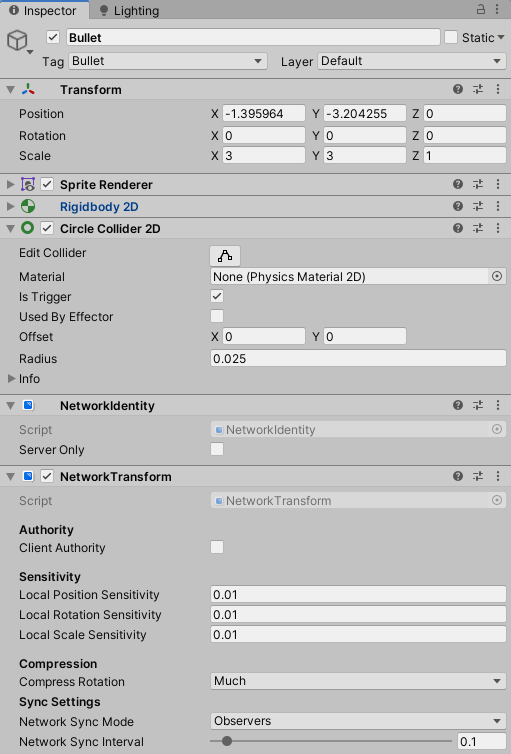 Inspector Lighting
Bullet Static
Tag Bullet Layer Default
Transform
Position X -1.395964 Y -3.204255 Z 0
Rotation X 0 Y 0 Z 0
Scale X 3 Y 3 Z 1
Sprite Renderer
Rigidbody 2D
Circle Collider 2D
Edit Collider
Material None (Physics Material 2D)
Is Trigger
Used By Effector
Offset X 0 Y 0
Radius 0.025
Info
NetworkIdentity
Script NetworkIdentity
Server Only
NetworkTransform
Script NetworkTransform
Authority
Client Authority
Sensitivity
Local Position Sensitivity 0.01
Local Rotation Sensitivity 0.01
Local Scale Sensitivity 0.01
Compression
Compress Rotation Much
Sync Settings
Network Sync Mode Observers
Network Sync Interval 0.1